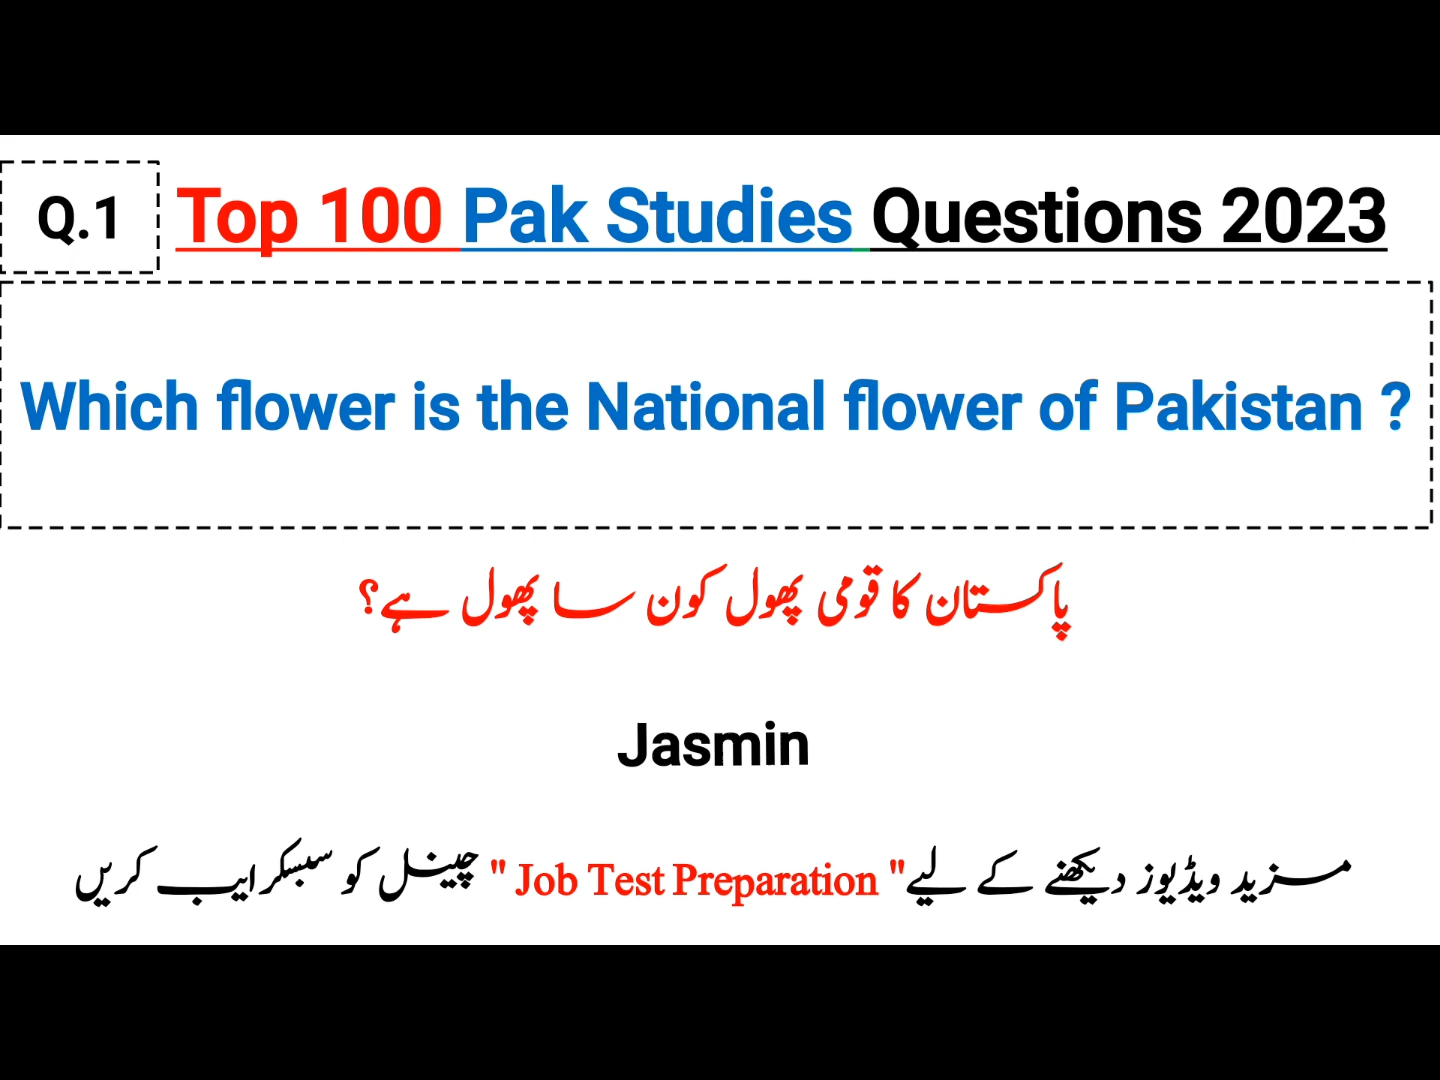 Q.1
Top 100 Pak Studies Questions 2023
Which flower is the National flower of Pakistan ?
پاکستان کا قومی پھول کون سا پھول ہے؟
Jasmin
مزید ویڈیوز دیکھنے کے لیے" Job Test Preparation " چینل کو سبسکرایب کریں